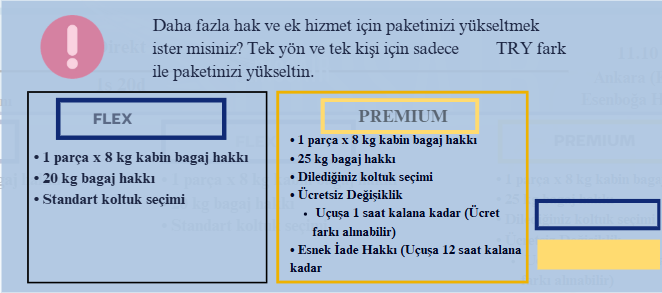 Daha fazla hak ve ek hizmet için paketinizi yükseltmek
ister misiniz? Tek yön ve tek kişi için sadece TRY fark
ile paketinizi yükseltin.
FLEX
• 1 parça x 8 kg kabin bagaj hakkı
• 20 kg bagaj hakkı
• Standart koltuk seçimi
PREMIUM
• 1 parça x 8 kg kabin bagaj hakkı
• 25 kg bagaj hakkı
• Dilediğiniz koltuk seçimi
• Ücretsiz Değişiklik
• Uçuşa 1 saat kalana kadar (Ücret
farkı alınabilir)
• Esnek İade Hakkı (Uçuşa 12 saat kalana
kadar
PREMIUM